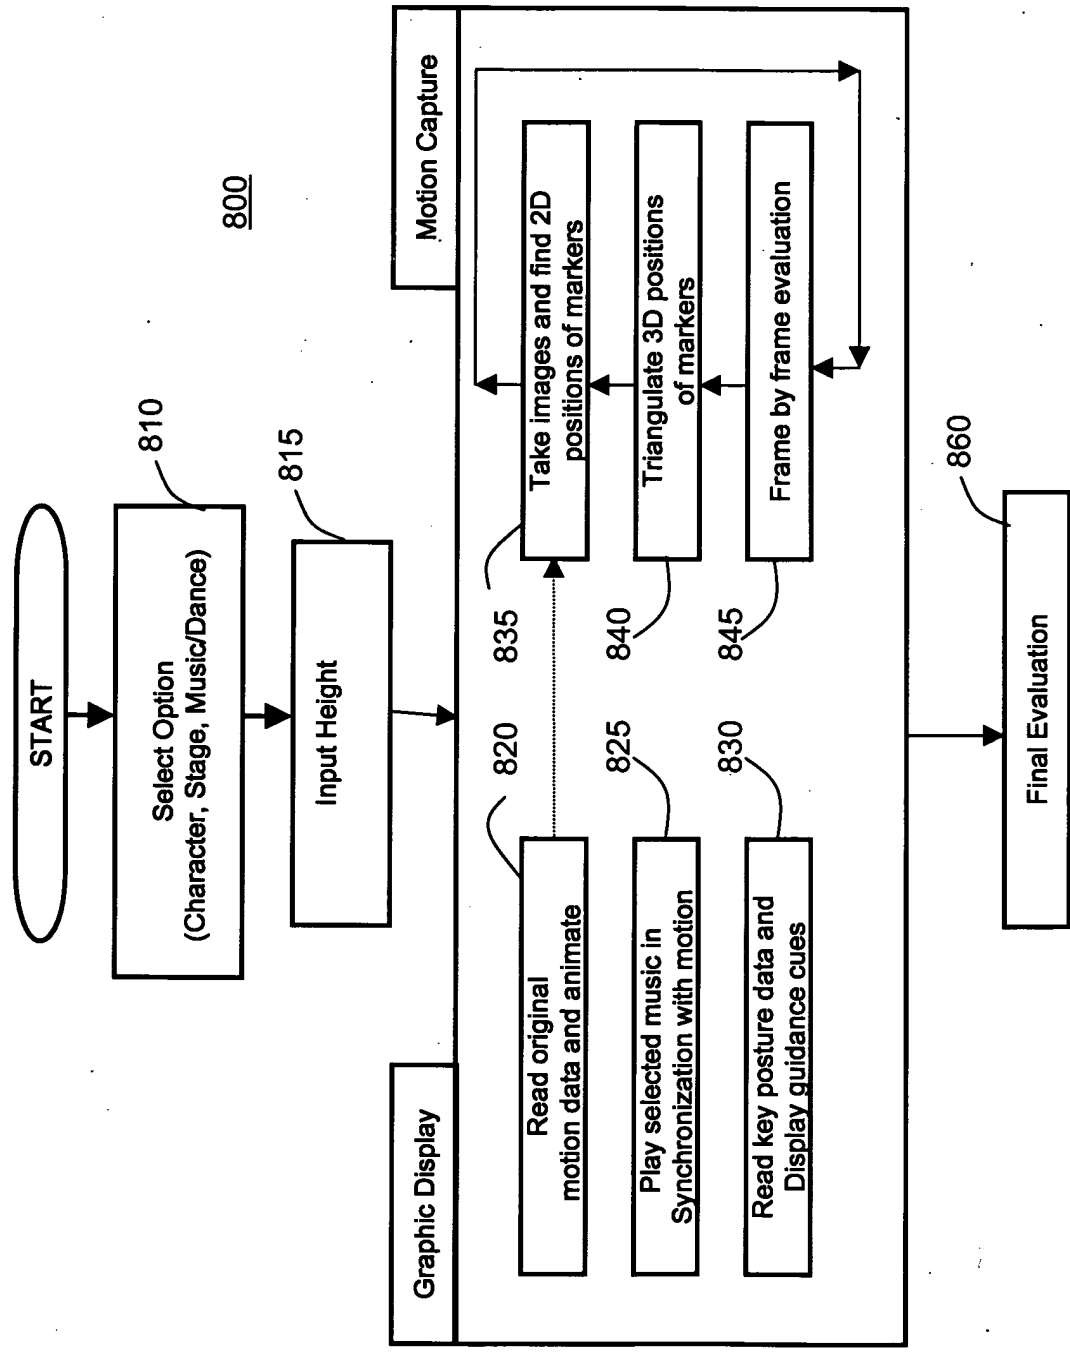 800
START
Select Option
(Character, Stage, Music/Dance)
810
Input Height
815
Graphic Display
Motion Capture
Read original
motion data and animate
820
Play selected music in
Synchronization with motion
825
Read key posture data and
Display guidance cues
830
835
Take images and find 2D
positions of markers
840
Triangulate 3D positions
of markers
845
Frame by frame evaluation
Final Evaluation
860